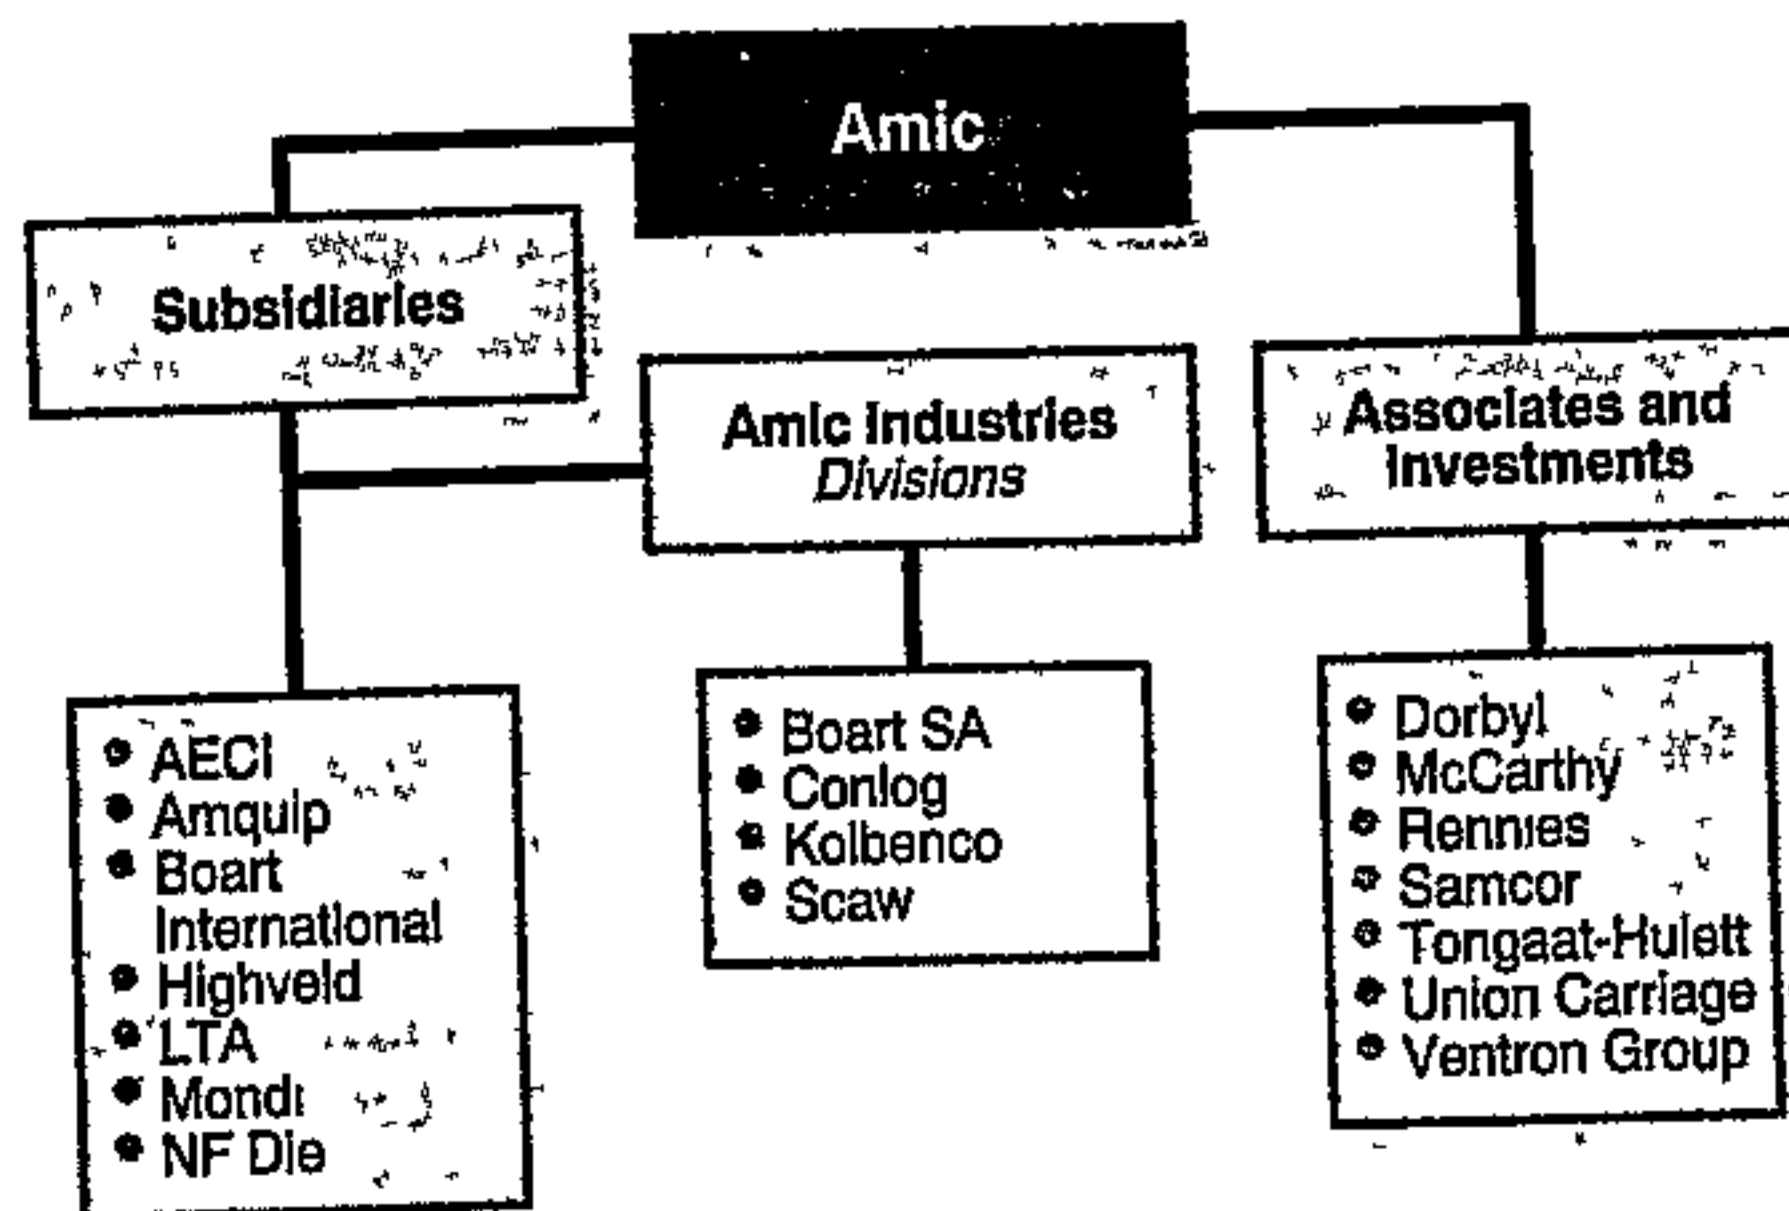 Amic
Subsidiaries
Amic Industries
Divisions
Associates and
Investments
• AECI
• Amquip
• Boart
International
• Highveld
• LTA
• Mondi
• NF Die
• Boart SA
• Conlog
• Kolbenco
• Scaw
• Dorbyl
• McCarthy
• Rennies
• Samcor
• Tongaat-Hulett
• Union Carriage
• Ventron Group